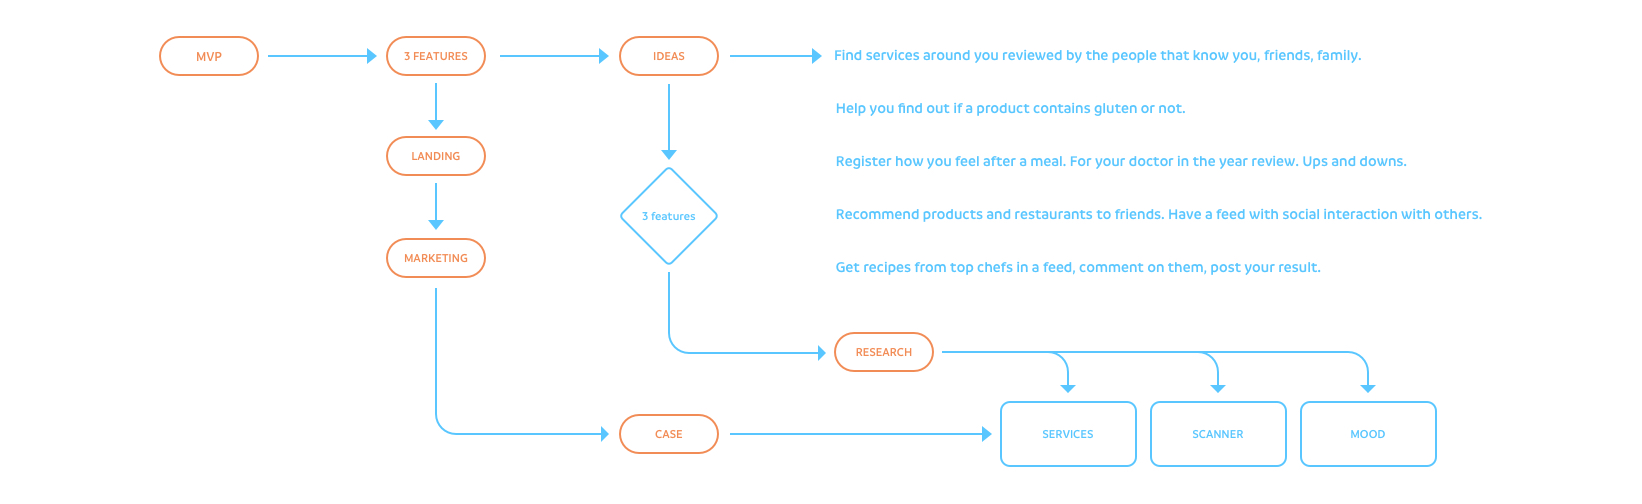 MVP
3 FEATURES
IDEAS
Find services around you reviewed by the people that know you, friends, family.
Help you find out if a product contains gluten or not.
LANDING
Register how you feel after a meal. For your doctor in the year review. Ups and downs.
3 features
Recommend products and restaurants to friends. Have a feed with social interaction with others.
MARKETING
Get recipes from top chefs in a feed, comment on them, post your result.
RESEARCH
CASE
SERVICES
SCANNER
MOOD